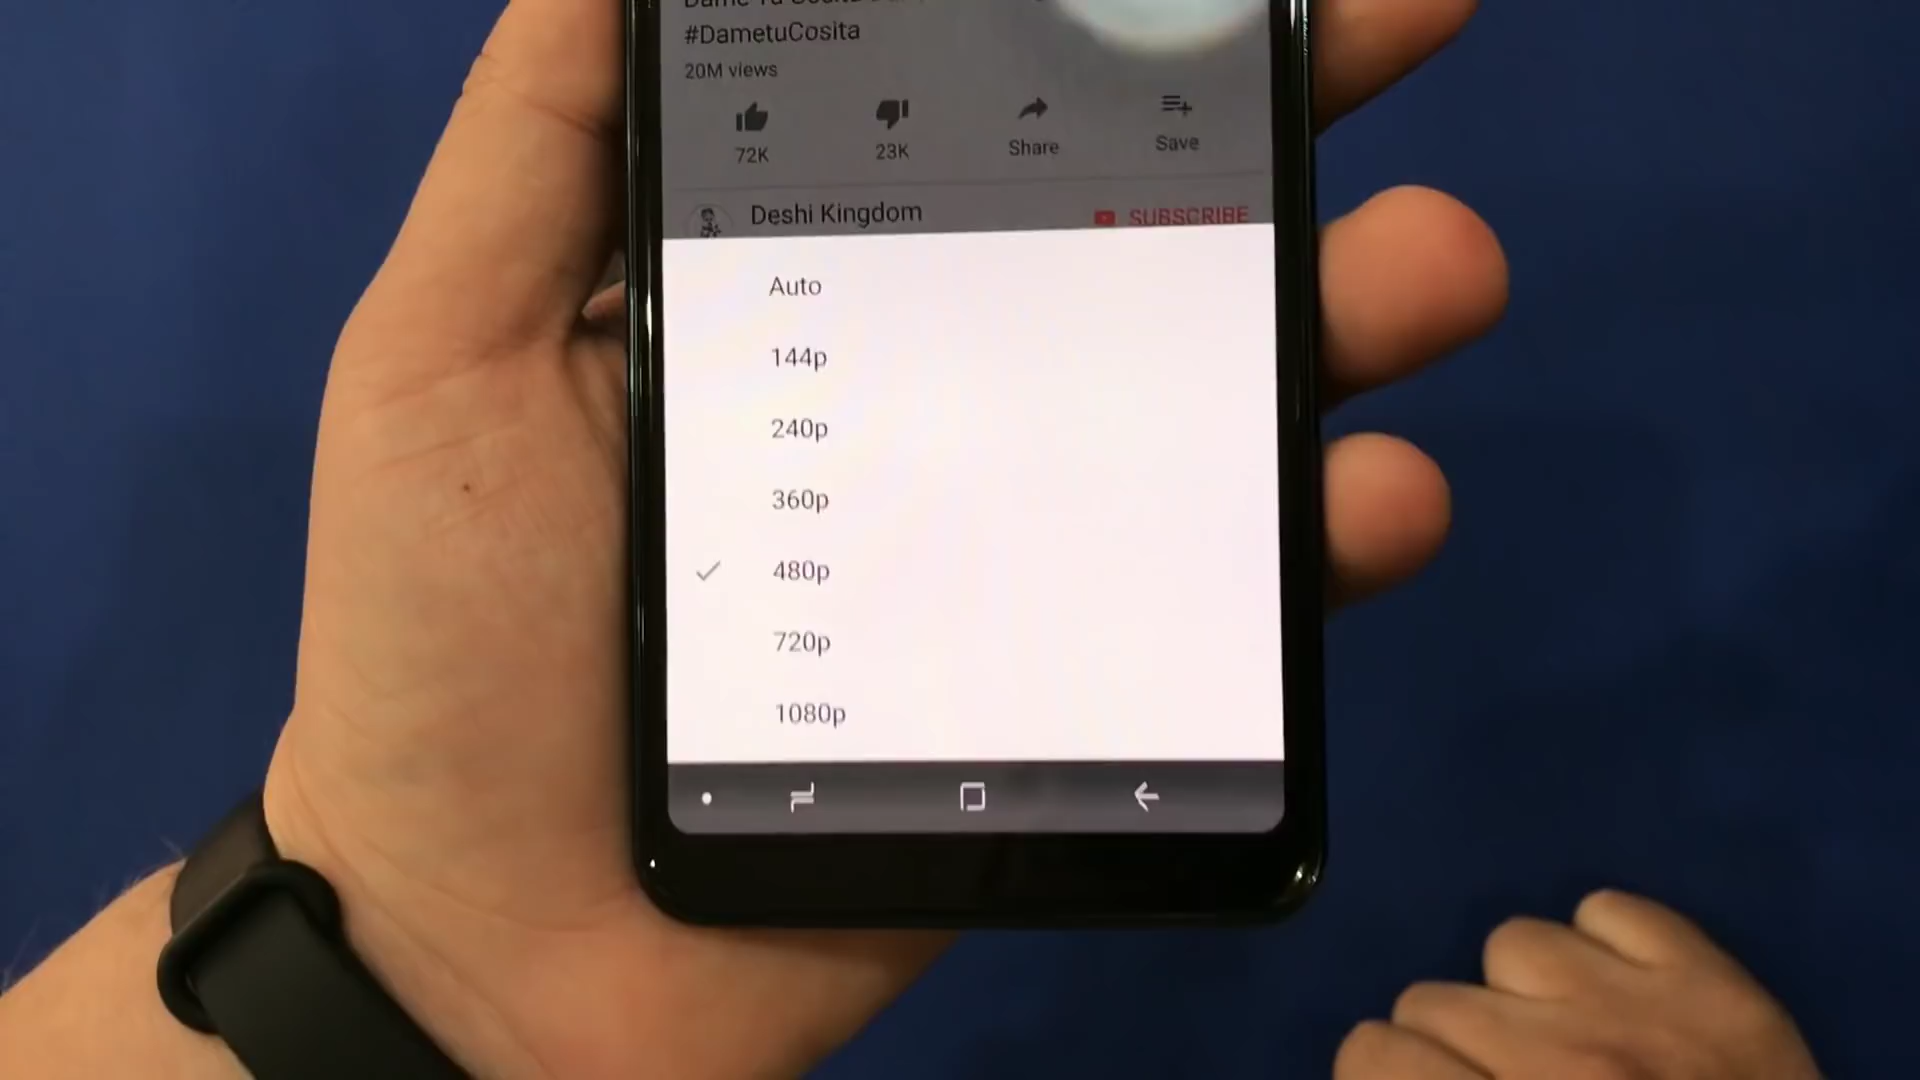 #DametuCosita
20M views
72K
23K
Share
Save
Deshi Kingdom
SUBSCRIBE
Auto
144p
240p
360p
480p
720p
1080p